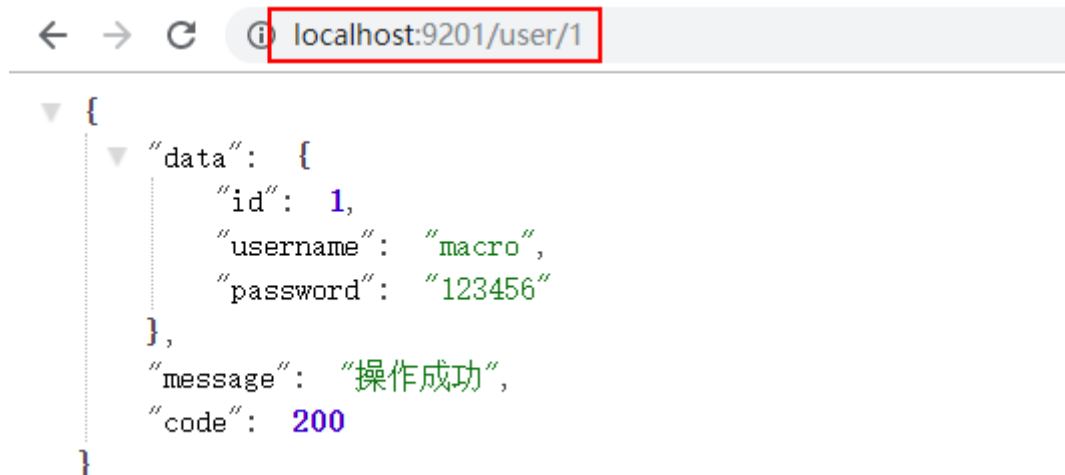 localhost:9201/user/1
{
"data": {
"id": 1,
"username": "macro",
"password": "123456"
},
"message": "操作成功",
"code": 200
}